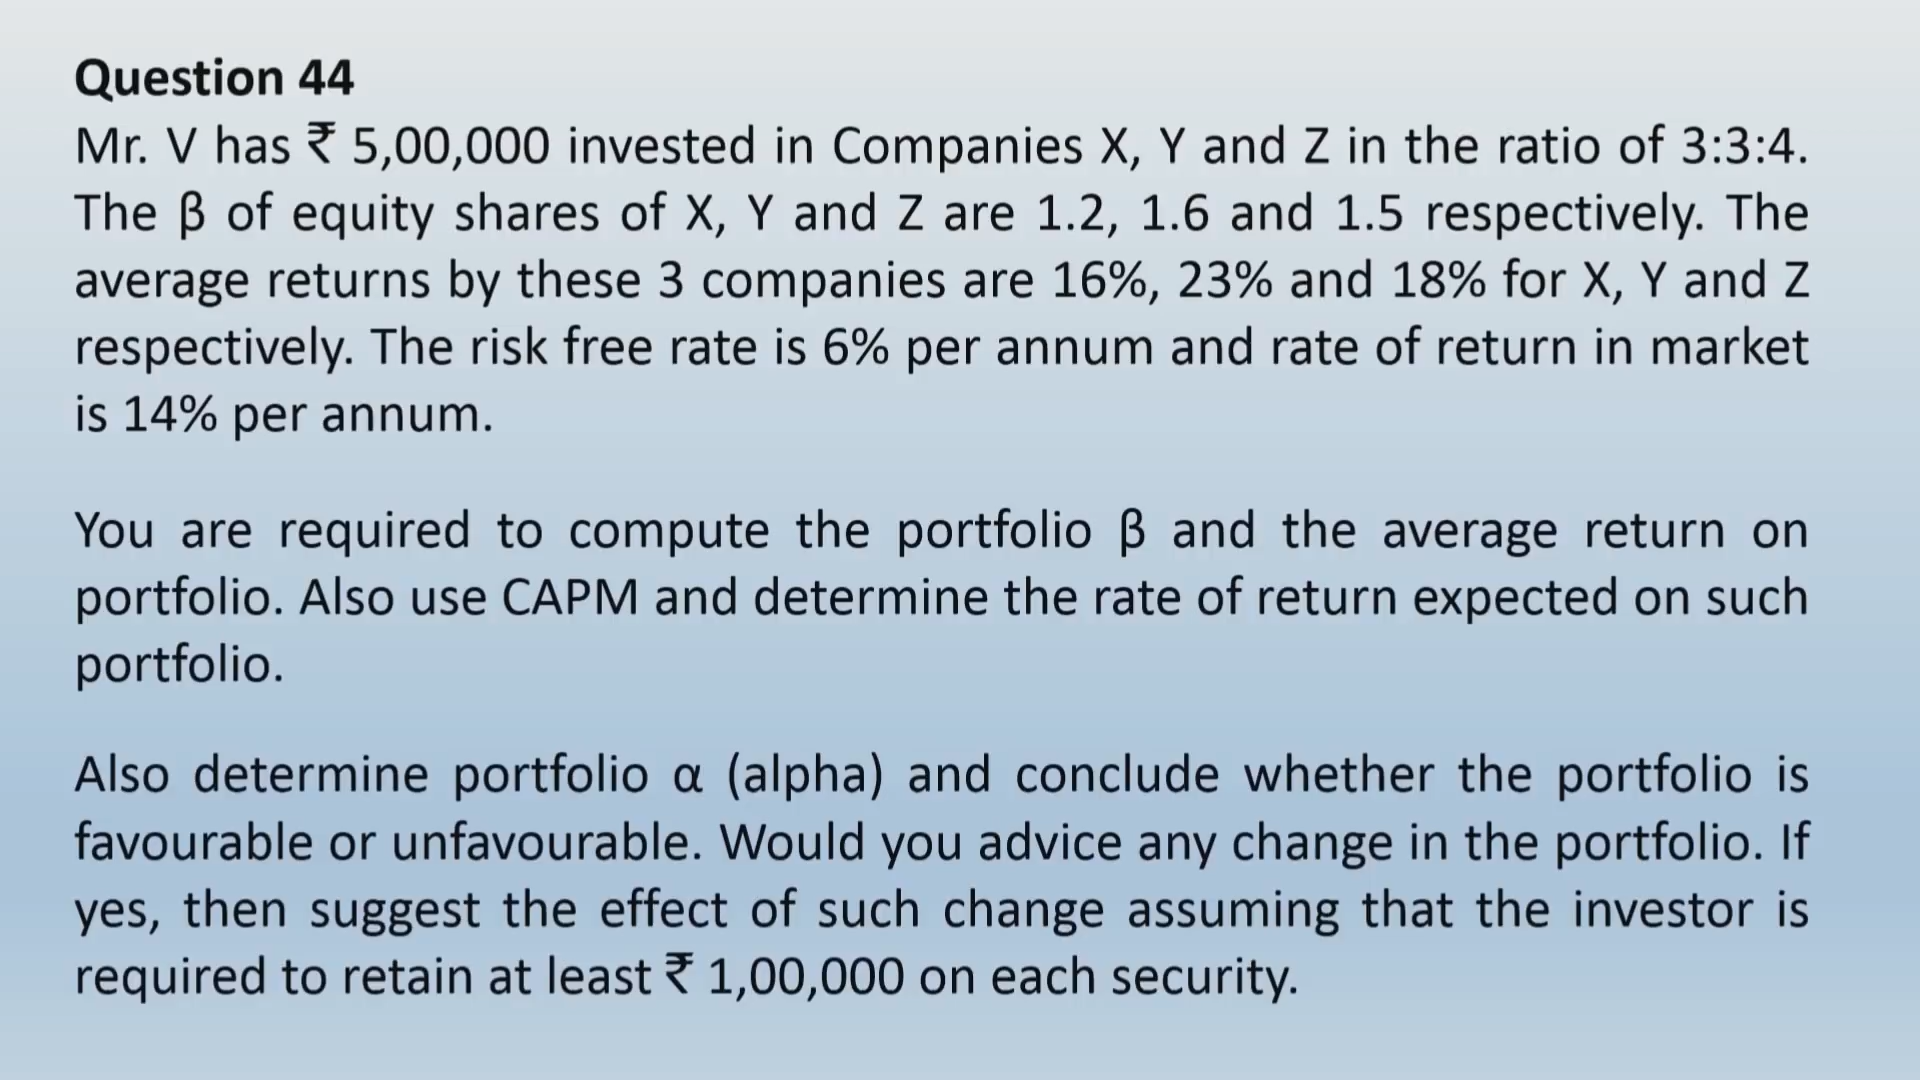 Question 44
Mr. V has ₹ 5,00,000 invested in Companies X, Y and Z in the ratio of 3:3:4.
The β of equity shares of X, Y and Z are 1.2, 1.6 and 1.5 respectively. The
average returns by these 3 companies are 16%, 23% and 18% for X, Y and Z
respectively. The risk free rate is 6% per annum and rate of return in market
is 14% per annum.
You are required to compute the portfolio β and the average return on
portfolio. Also use CAPM and determine the rate of return expected on such
portfolio.
Also determine portfolio α (alpha) and conclude whether the portfolio is
favourable or unfavourable. Would you advice any change in the portfolio. If
yes, then suggest the effect of such change assuming that the investor is
required to retain at least ₹ 1,00,000 on each security.